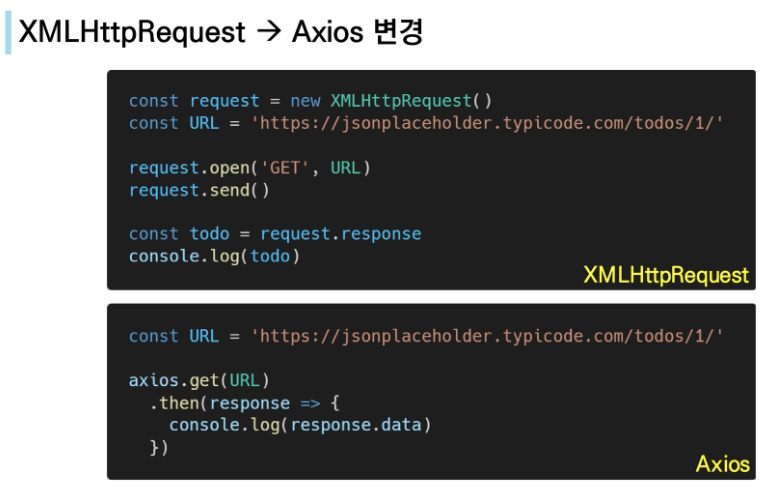 XMLHttpRequest → Axios 변경
const request = new XMLHttpRequest()
const URL = 'https://jsonplaceholder.typicode.com/todos/1/'
request.open('GET', URL)
request.send()
const todo = request.response
console.log(todo)
XMLHttpRequest
const URL = 'https://jsonplaceholder.typicode.com/todos/1/'
axios.get(URL)
.then(response => {
console.log(response.data)
})
Axios